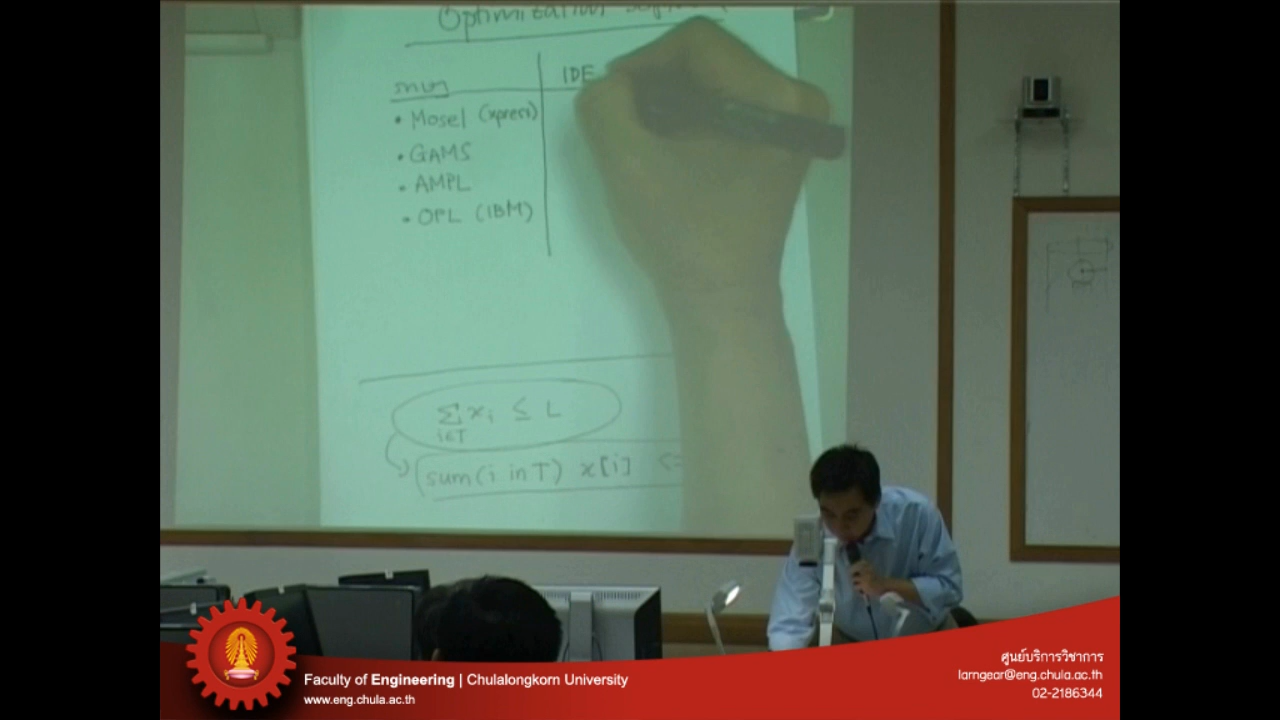 Optimization
ภาษา
IDE
• Mosel (xpress)
• GAMS
• AMPL
• OPL (IBM)
∑ xᵢ ≤ L
i∈T
sum(i in T) x[i] <=
Faculty of Engineering | Chulalongkorn University
www.eng.chula.ac.th
ศูนย์บริการวิชาการ
larngear@eng.chula.ac.th
02-2186344